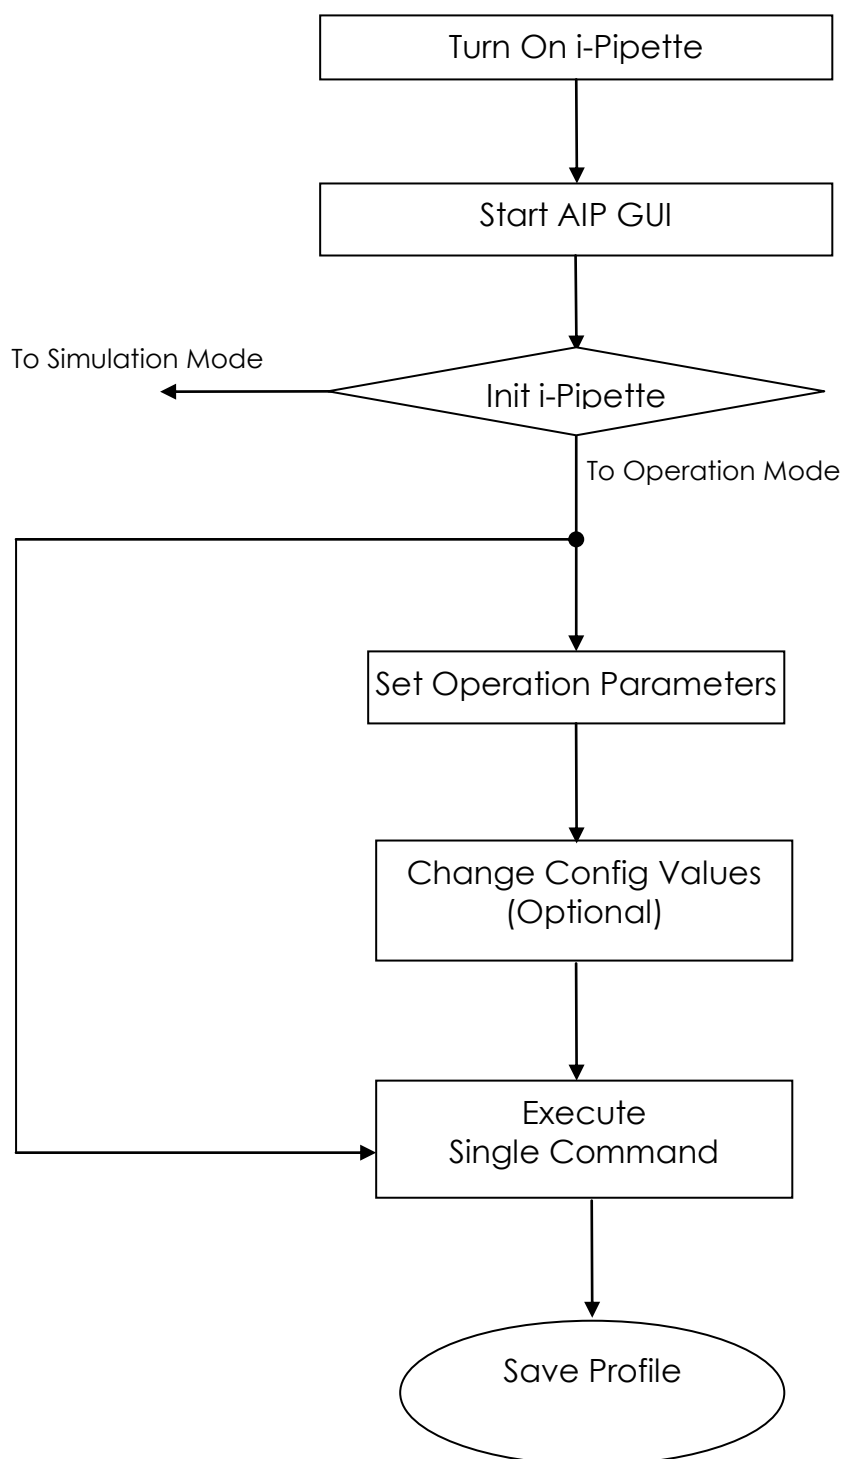 Turn On i-Pipette
Start AIP GUI
To Simulation Mode
Init i-Pipette
To Operation Mode
Set Operation Parameters
Change Config Values
(Optional)
Execute
Single Command
Save Profile